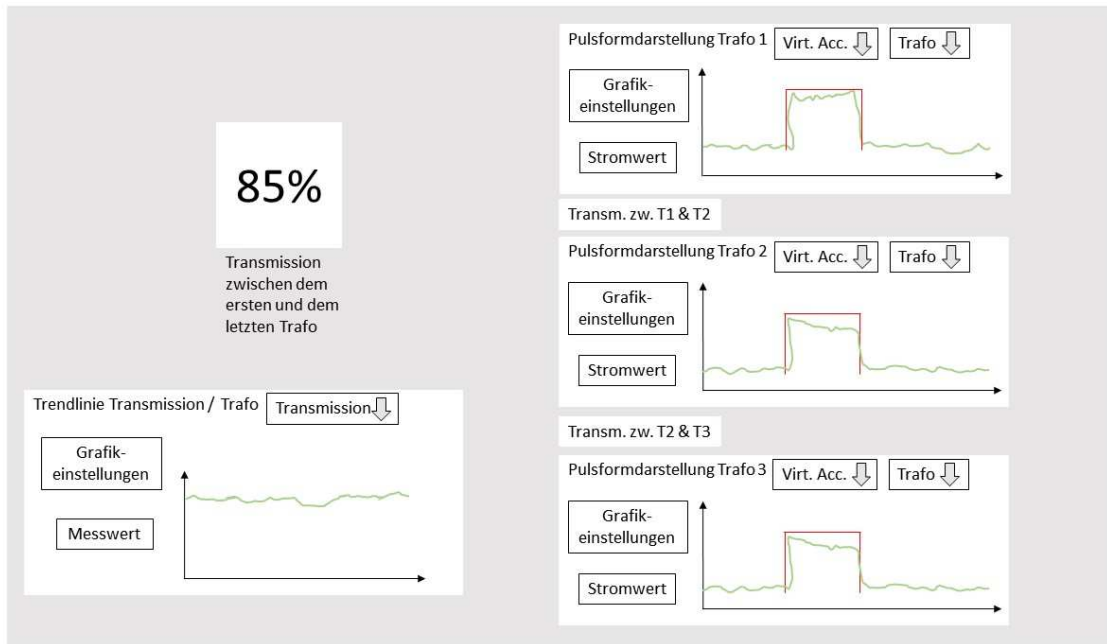 85%
Transmission
zwischen dem
ersten und dem
letzten Trafo
Trendlinie Transmission / Trafo Transmission
Grafik-
einstellungen
Messwert
Pulsformdarstellung Trafo 1 Virt. Acc. Trafo
Grafik-
einstellungen
Stromwert
Transm. zw. T1 & T2
Pulsformdarstellung Trafo 2 Virt. Acc. Trafo
Grafik-
einstellungen
Stromwert
Transm. zw. T2 & T3
Pulsformdarstellung Trafo 3 Virt. Acc. Trafo
Grafik-
einstellungen
Stromwert